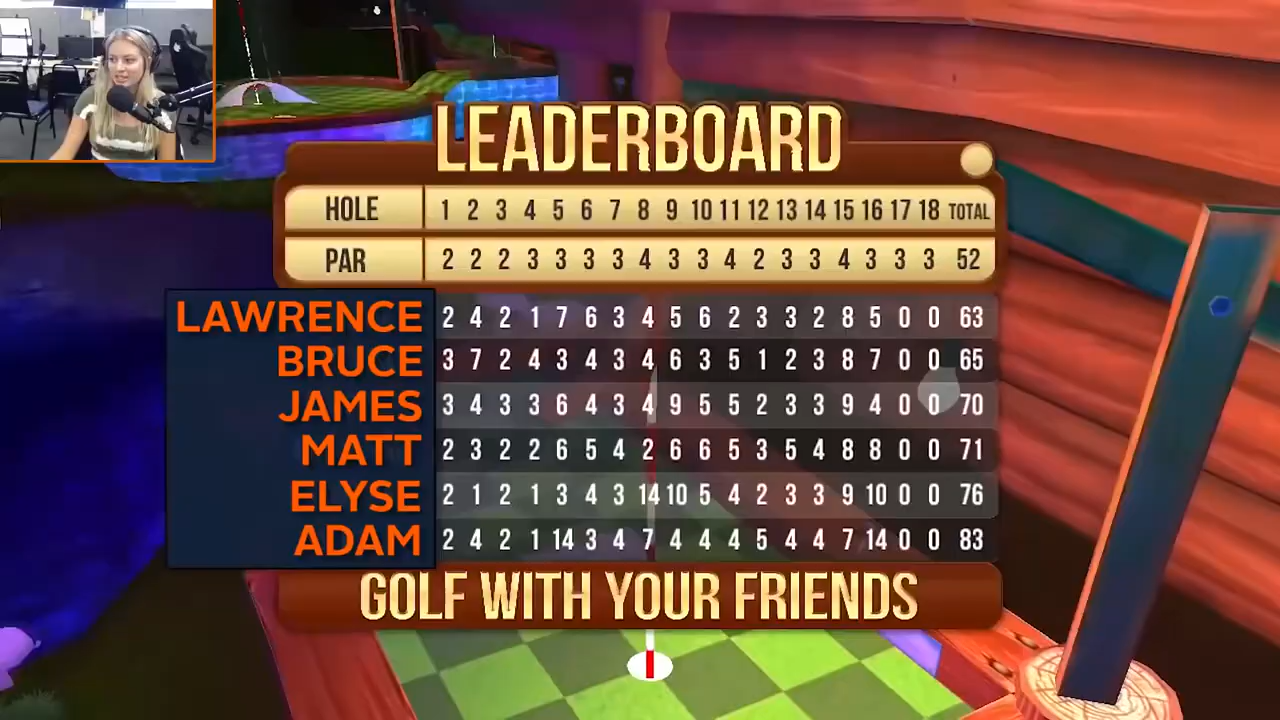 LEADERBOARD
HOLE 1 2 3 4 5 6 7 8 9 10 11 12 13 14 15 16 17 18 TOTAL
PAR 2 2 2 3 3 3 3 4 3 3 4 2 3 3 4 3 3 3 52
LAWRENCE 2 4 2 1 7 6 3 4 5 6 2 3 3 2 8 5 0 0 63
BRUCE 3 7 2 4 3 4 3 4 6 3 5 1 2 3 8 7 0 0 65
JAMES 3 4 3 3 6 4 3 4 9 5 5 2 3 3 9 4 0 0 70
MATT 2 3 2 2 6 5 4 2 6 6 5 3 5 4 8 8 0 0 71
ELYSE 2 1 2 1 3 4 3 14 10 5 4 2 3 3 9 10 0 0 76
ADAM 2 4 2 1 14 3 4 7 4 4 4 5 4 4 7 14 0 0 83
GOLF WITH YOUR FRIENDS